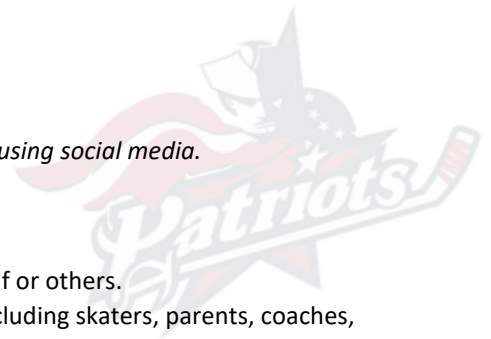 using social media.
Patriots
f or others.
cluding skaters, parents, coaches,